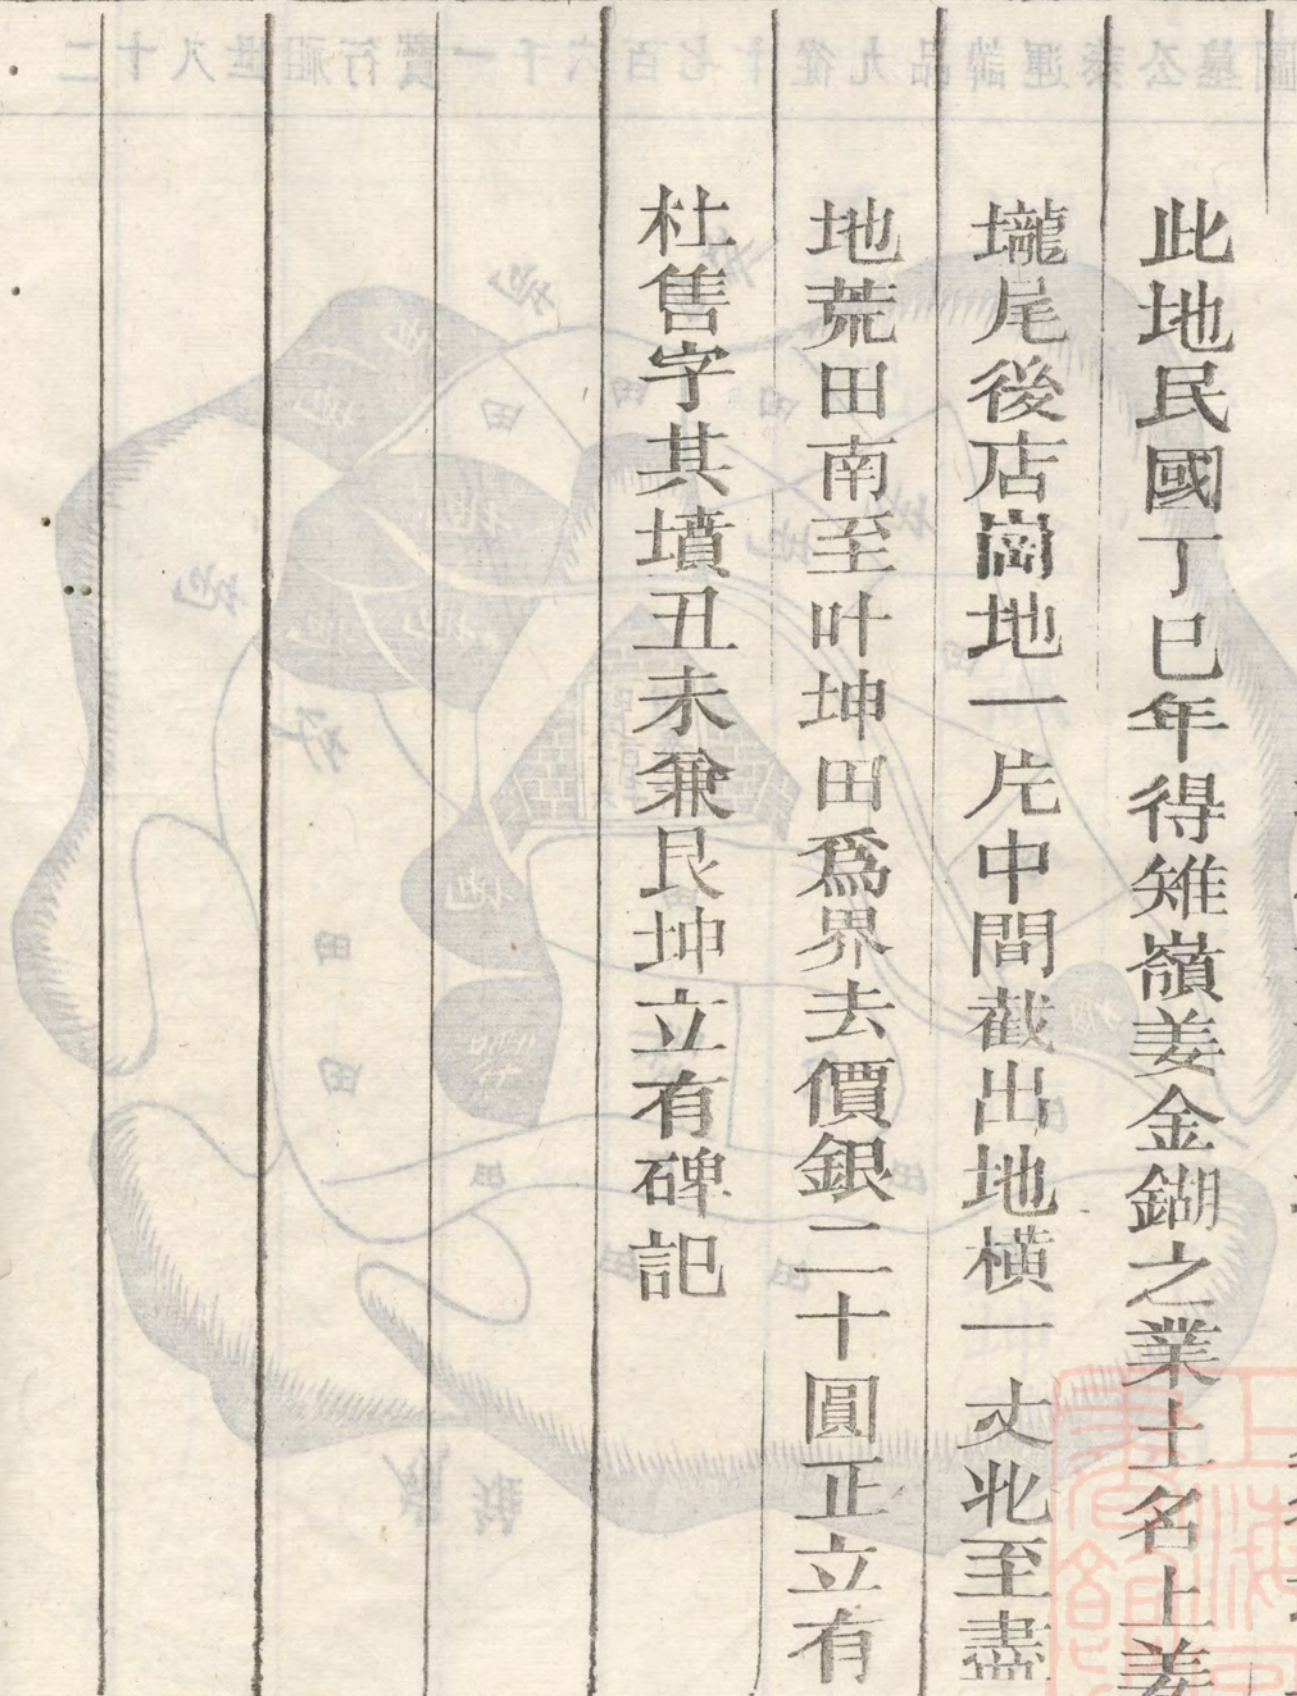 此地民國丁巳年得雉嶺姜金鎶之業土名上姜
壠尾後店崗地一片中間截出地横一丈北至盡
地荒田南至叶坤田爲界去價銀二十圓正立有
杜售字其墳丑未兼艮坤立有碑記